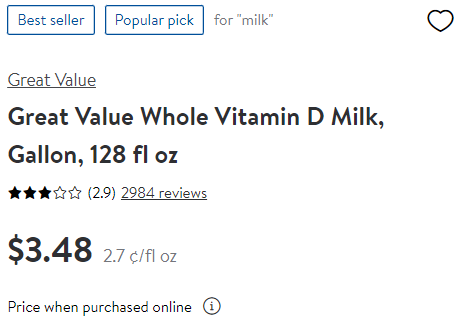 Best seller Popular pick for "milk"
Great Value
Great Value Whole Vitamin D Milk,
Gallon, 128 fl oz
(2.9) 2984 reviews
$3.48 2.7 ¢/fl oz
Price when purchased online